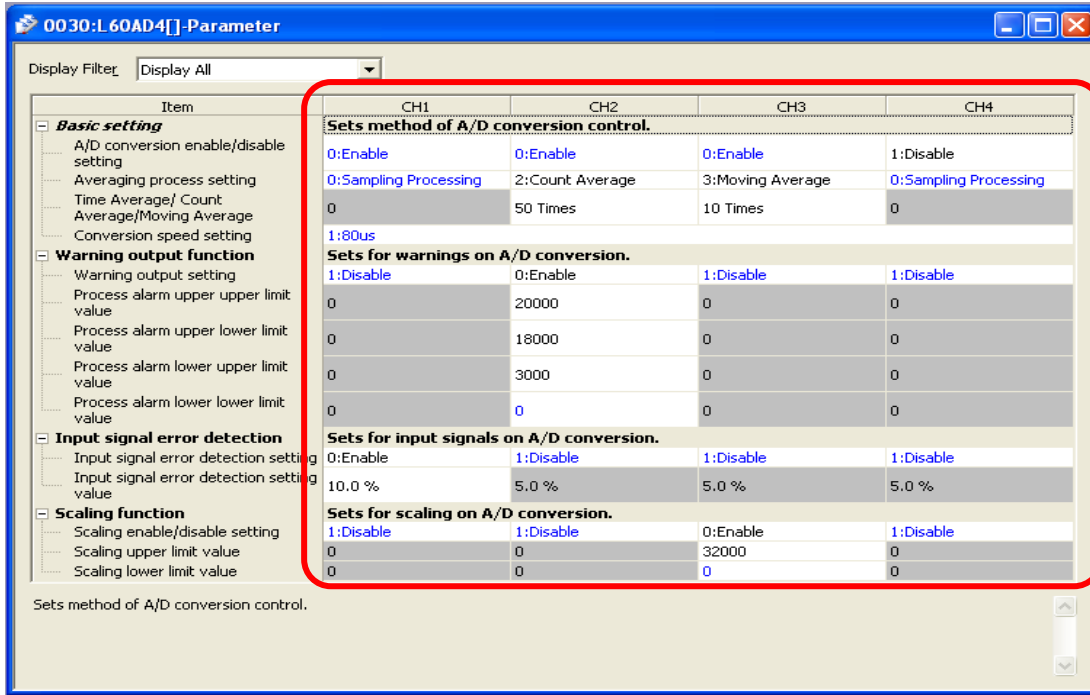 0030:L60AD4[]-Parameter
Display Filter Display All
Item CH1 CH2 CH3 CH4
Basic setting Sets method of A/D conversion control.
A/D conversion enable/disable
setting 0:Enable 0:Enable 0:Enable 1:Disable
Averaging process setting 0:Sampling Processing 2:Count Average 3:Moving Average 0:Sampling Processing
Time Average/ Count
Average/Moving Average 0 50 Times 10 Times 0
Conversion speed setting 1:80us
Warning output function Sets for warnings on A/D conversion.
Warning output setting 1:Disable 0:Enable 1:Disable 1:Disable
Process alarm upper upper limit
value 0 20000 0 0
Process alarm upper lower limit
value 0 18000 0 0
Process alarm lower upper limit
value 0 3000 0 0
Process alarm lower lower limit
value 0 0 0 0
Input signal error detection Sets for input signals on A/D conversion.
Input signal error detection setting 0:Enable 1:Disable 1:Disable 1:Disable
Input signal error detection setting
value 10.0 % 5.0 % 5.0 % 5.0 %
Scaling function Sets for scaling on A/D conversion.
Scaling enable/disable setting 1:Disable 1:Disable 0:Enable 1:Disable
Scaling upper limit value 0 0 32000 0
Scaling lower limit value 0 0 0 0
Sets method of A/D conversion control.